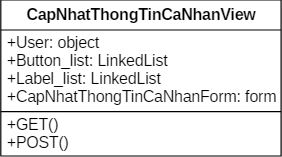 CapNhatThongTinCaNhanView
+User: object
+Button_list: LinkedList
+Label_list: LinkedList
+CapNhatThongTinCaNhanForm: form
+GET()
+POST()